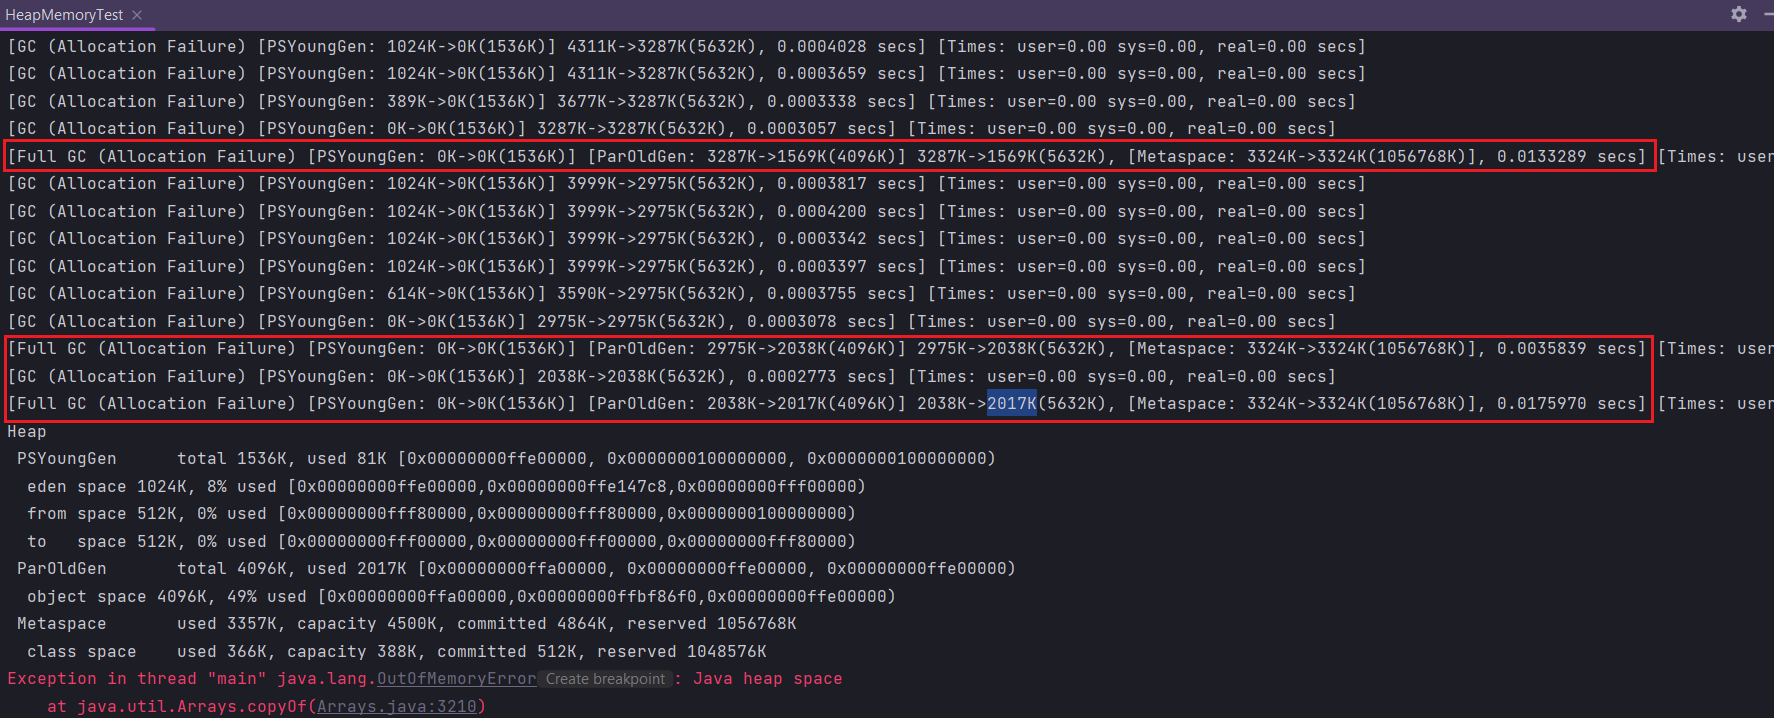 HeapMemoryTest
[GC (Allocation Failure) [PSYoungGen: 1024K->0K(1536K)] 4311K->3287K(5632K), 0.0004028 secs] [Times: user=0.00 sys=0.00, real=0.00 secs]
[GC (Allocation Failure) [PSYoungGen: 1024K->0K(1536K)] 4311K->3287K(5632K), 0.0003659 secs] [Times: user=0.00 sys=0.00, real=0.00 secs]
[GC (Allocation Failure) [PSYoungGen: 389K->0K(1536K)] 3677K->3287K(5632K), 0.0003338 secs] [Times: user=0.00 sys=0.00, real=0.00 secs]
[GC (Allocation Failure) [PSYoungGen: 0K->0K(1536K)] 3287K->3287K(5632K), 0.0003057 secs] [Times: user=0.00 sys=0.00, real=0.00 secs]
[Full GC (Allocation Failure) [PSYoungGen: 0K->0K(1536K)] [ParOldGen: 3287K->1569K(4096K)] 3287K->1569K(5632K), [Metaspace: 3324K->3324K(1056768K)], 0.0133289 secs] [Times: user
[GC (Allocation Failure) [PSYoungGen: 1024K->0K(1536K)] 3999K->2975K(5632K), 0.0003817 secs] [Times: user=0.00 sys=0.00, real=0.00 secs]
[GC (Allocation Failure) [PSYoungGen: 1024K->0K(1536K)] 3999K->2975K(5632K), 0.0004200 secs] [Times: user=0.00 sys=0.00, real=0.00 secs]
[GC (Allocation Failure) [PSYoungGen: 1024K->0K(1536K)] 3999K->2975K(5632K), 0.0003342 secs] [Times: user=0.00 sys=0.00, real=0.00 secs]
[GC (Allocation Failure) [PSYoungGen: 1024K->0K(1536K)] 3999K->2975K(5632K), 0.0003397 secs] [Times: user=0.00 sys=0.00, real=0.00 secs]
[GC (Allocation Failure) [PSYoungGen: 614K->0K(1536K)] 3590K->2975K(5632K), 0.0003755 secs] [Times: user=0.00 sys=0.00, real=0.00 secs]
[GC (Allocation Failure) [PSYoungGen: 0K->0K(1536K)] 2975K->2975K(5632K), 0.0003078 secs] [Times: user=0.00 sys=0.00, real=0.00 secs]
[Full GC (Allocation Failure) [PSYoungGen: 0K->0K(1536K)] [ParOldGen: 2975K->2038K(4096K)] 2975K->2038K(5632K), [Metaspace: 3324K->3324K(1056768K)], 0.0035839 secs] [Times: user
[GC (Allocation Failure) [PSYoungGen: 0K->0K(1536K)] 2038K->2038K(5632K), 0.0002773 secs] [Times: user=0.00 sys=0.00, real=0.00 secs]
[Full GC (Allocation Failure) [PSYoungGen: 0K->0K(1536K)] [ParOldGen: 2038K->2017K(4096K)] 2038K->2017K(5632K), [Metaspace: 3324K->3324K(1056768K)], 0.0175970 secs] [Times: user
Heap
PSYoungGen total 1536K, used 81K [0x00000000ffe00000, 0x0000000100000000, 0x0000000100000000)
eden space 1024K, 8% used [0x00000000ffe00000,0x00000000ffe147c8,0x00000000fff00000)
from space 512K, 0% used [0x00000000fff80000,0x00000000fff80000,0x0000000100000000)
to space 512K, 0% used [0x00000000fff00000,0x00000000fff00000,0x00000000fff80000)
ParOldGen total 4096K, used 2017K [0x00000000ffa00000, 0x00000000ffe00000, 0x00000000ffe00000)
object space 4096K, 49% used [0x00000000ffa00000,0x00000000ffbf86f0,0x00000000ffe00000)
Metaspace used 3357K, capacity 4500K, committed 4864K, reserved 1056768K
class space used 366K, capacity 388K, committed 512K, reserved 1048576K
Exception in thread "main" java.lang.OutOfMemoryError Create breakpoint : Java heap space
at java.util.Arrays.copyOf(Arrays.java:3210)